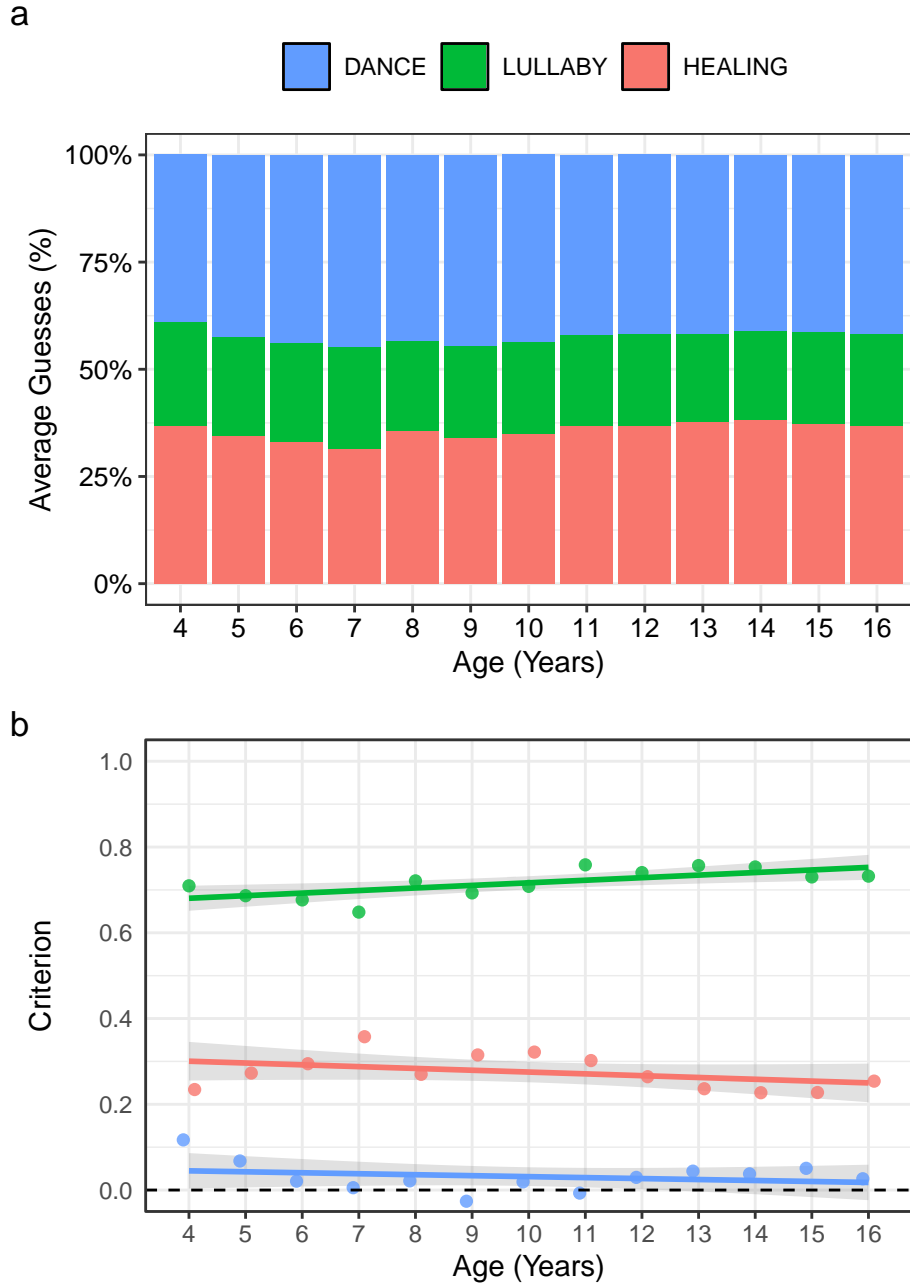 a
DANCE LULLABY HEALING
100%
75%
50%
25%
0%
Average Guesses (%)
4 5 6 7 8 9 10 11 12 13 14 15 16
Age (Years)
b
1.0
0.8
0.6
0.4
0.2
0.0
Criterion
4 5 6 7 8 9 10 11 12 13 14 15 16
Age (Years)